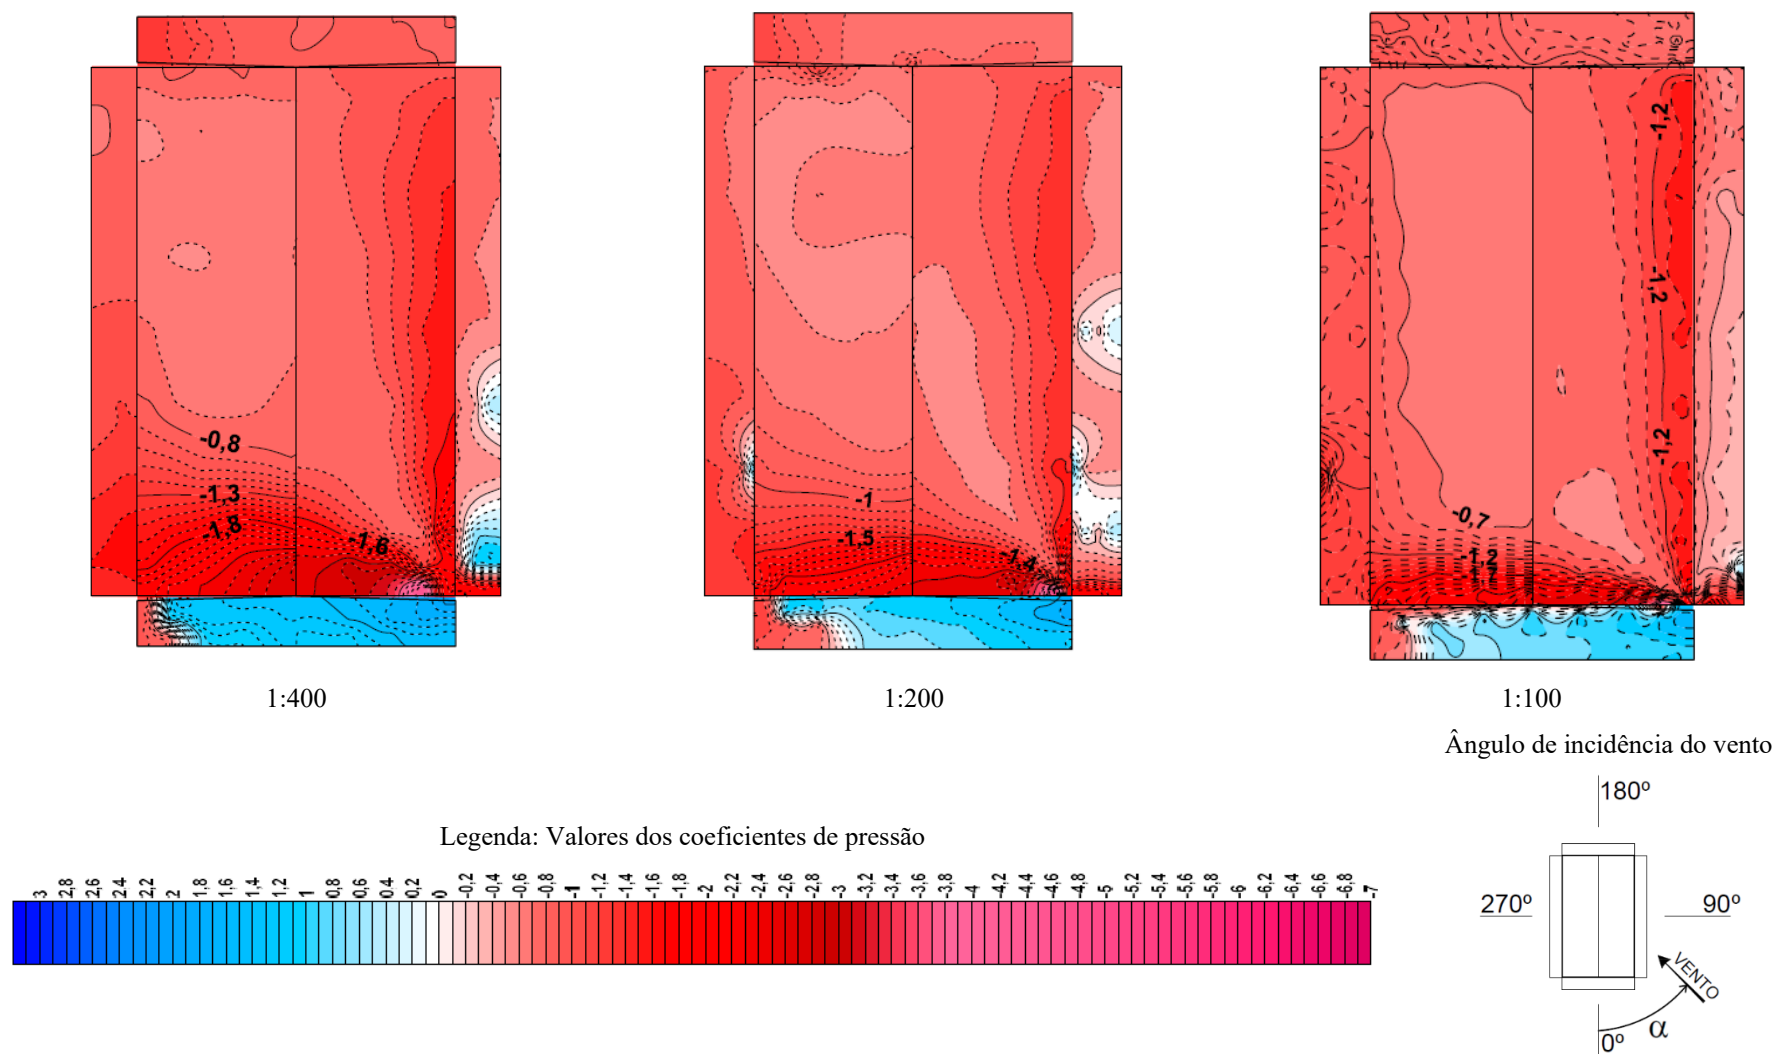 -0,8
-1,3
-1,8
-1,6
-1
-1,5
-1,4
-1,2
-1,2
-1,2
-0,7
-1,2
1:400
1:200
1:100
Ângulo de incidência do vento
180º
270º
90º
VENTO
α
0º
Legenda: Valores dos coeficientes de pressão
3 2,8 2,6 2,4 2,2 2 1,8 1,6 1,4 1,2 1 0,8 0,6 0,4 0,2 0 -0,2 -0,4 -0,6 -0,8 -1 -1,2 -1,4 -1,6 -1,8 -2 -2,2 -2,4 -2,6 -2,8 -3 -3,2 -3,4 -3,6 -3,8 -4 -4,2 -4,4 -4,6 -4,8 -5 -5,2 -5,4 -5,6 -5,8 -6 -6,2 -6,4 -6,6 -6,8 -7